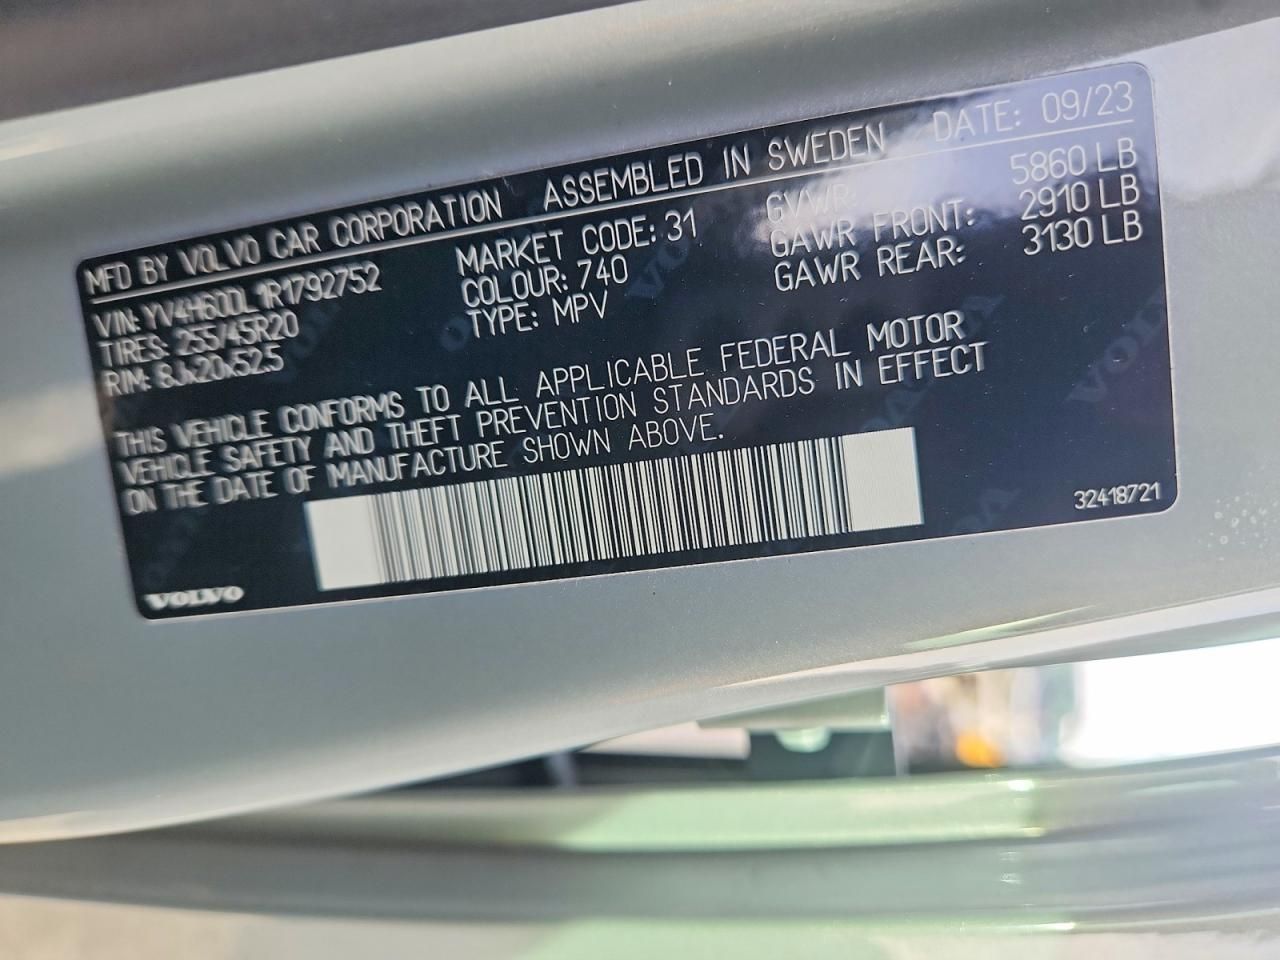 MFD BY VOLVO CAR CORPORATION ASSEMBLED IN SWEDEN DATE: 09/23
VIN: YV4H60DL1R1792752 MARKET CODE: 31 GVWR: 5860 LB
TIRES: 255/45R20 COLOUR: 740 GAWR FRONT: 2910 LB
RIM: 8Jx20x52.5 TYPE: MPV GAWR REAR: 3130 LB
THIS VEHICLE CONFORMS TO ALL APPLICABLE FEDERAL MOTOR
VEHICLE SAFETY AND THEFT PREVENTION STANDARDS IN EFFECT
ON THE DATE OF MANUFACTURE SHOWN ABOVE.
32418721
VOLVO